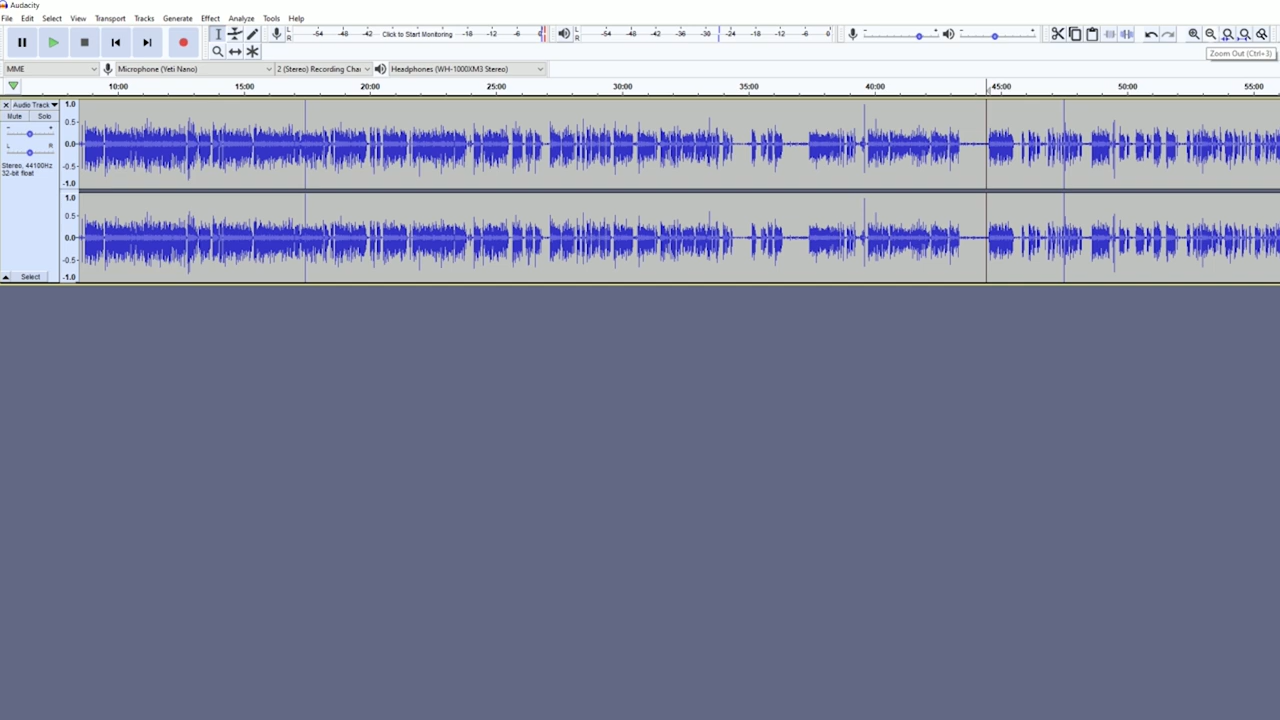 Audacity
File Edit Select View Transport Tracks Generate Effect Analyze Tools Help
L R -54 -48 -42 Click to Start Monitoring -18 -12 -6 0 L R -54 -48 -42 -36 -30 -24 -18 -12 -6 0 - + - +
Zoom Out (Ctrl+3)
MME Microphone (Yeti Nano) 2 (Stereo) Recording Chai Headphones (WH-1000XM3 Stereo)
10:00 15:00 20:00 25:00 30:00 35:00 40:00 45:00 50:00 55:00
Audio Track 1.0
Mute Solo 0.5
- +
0.0
L R
Stereo, 44100Hz -0.5
32-bit float
-1.0
1.0
0.5
0.0
-0.5
Select -1.0